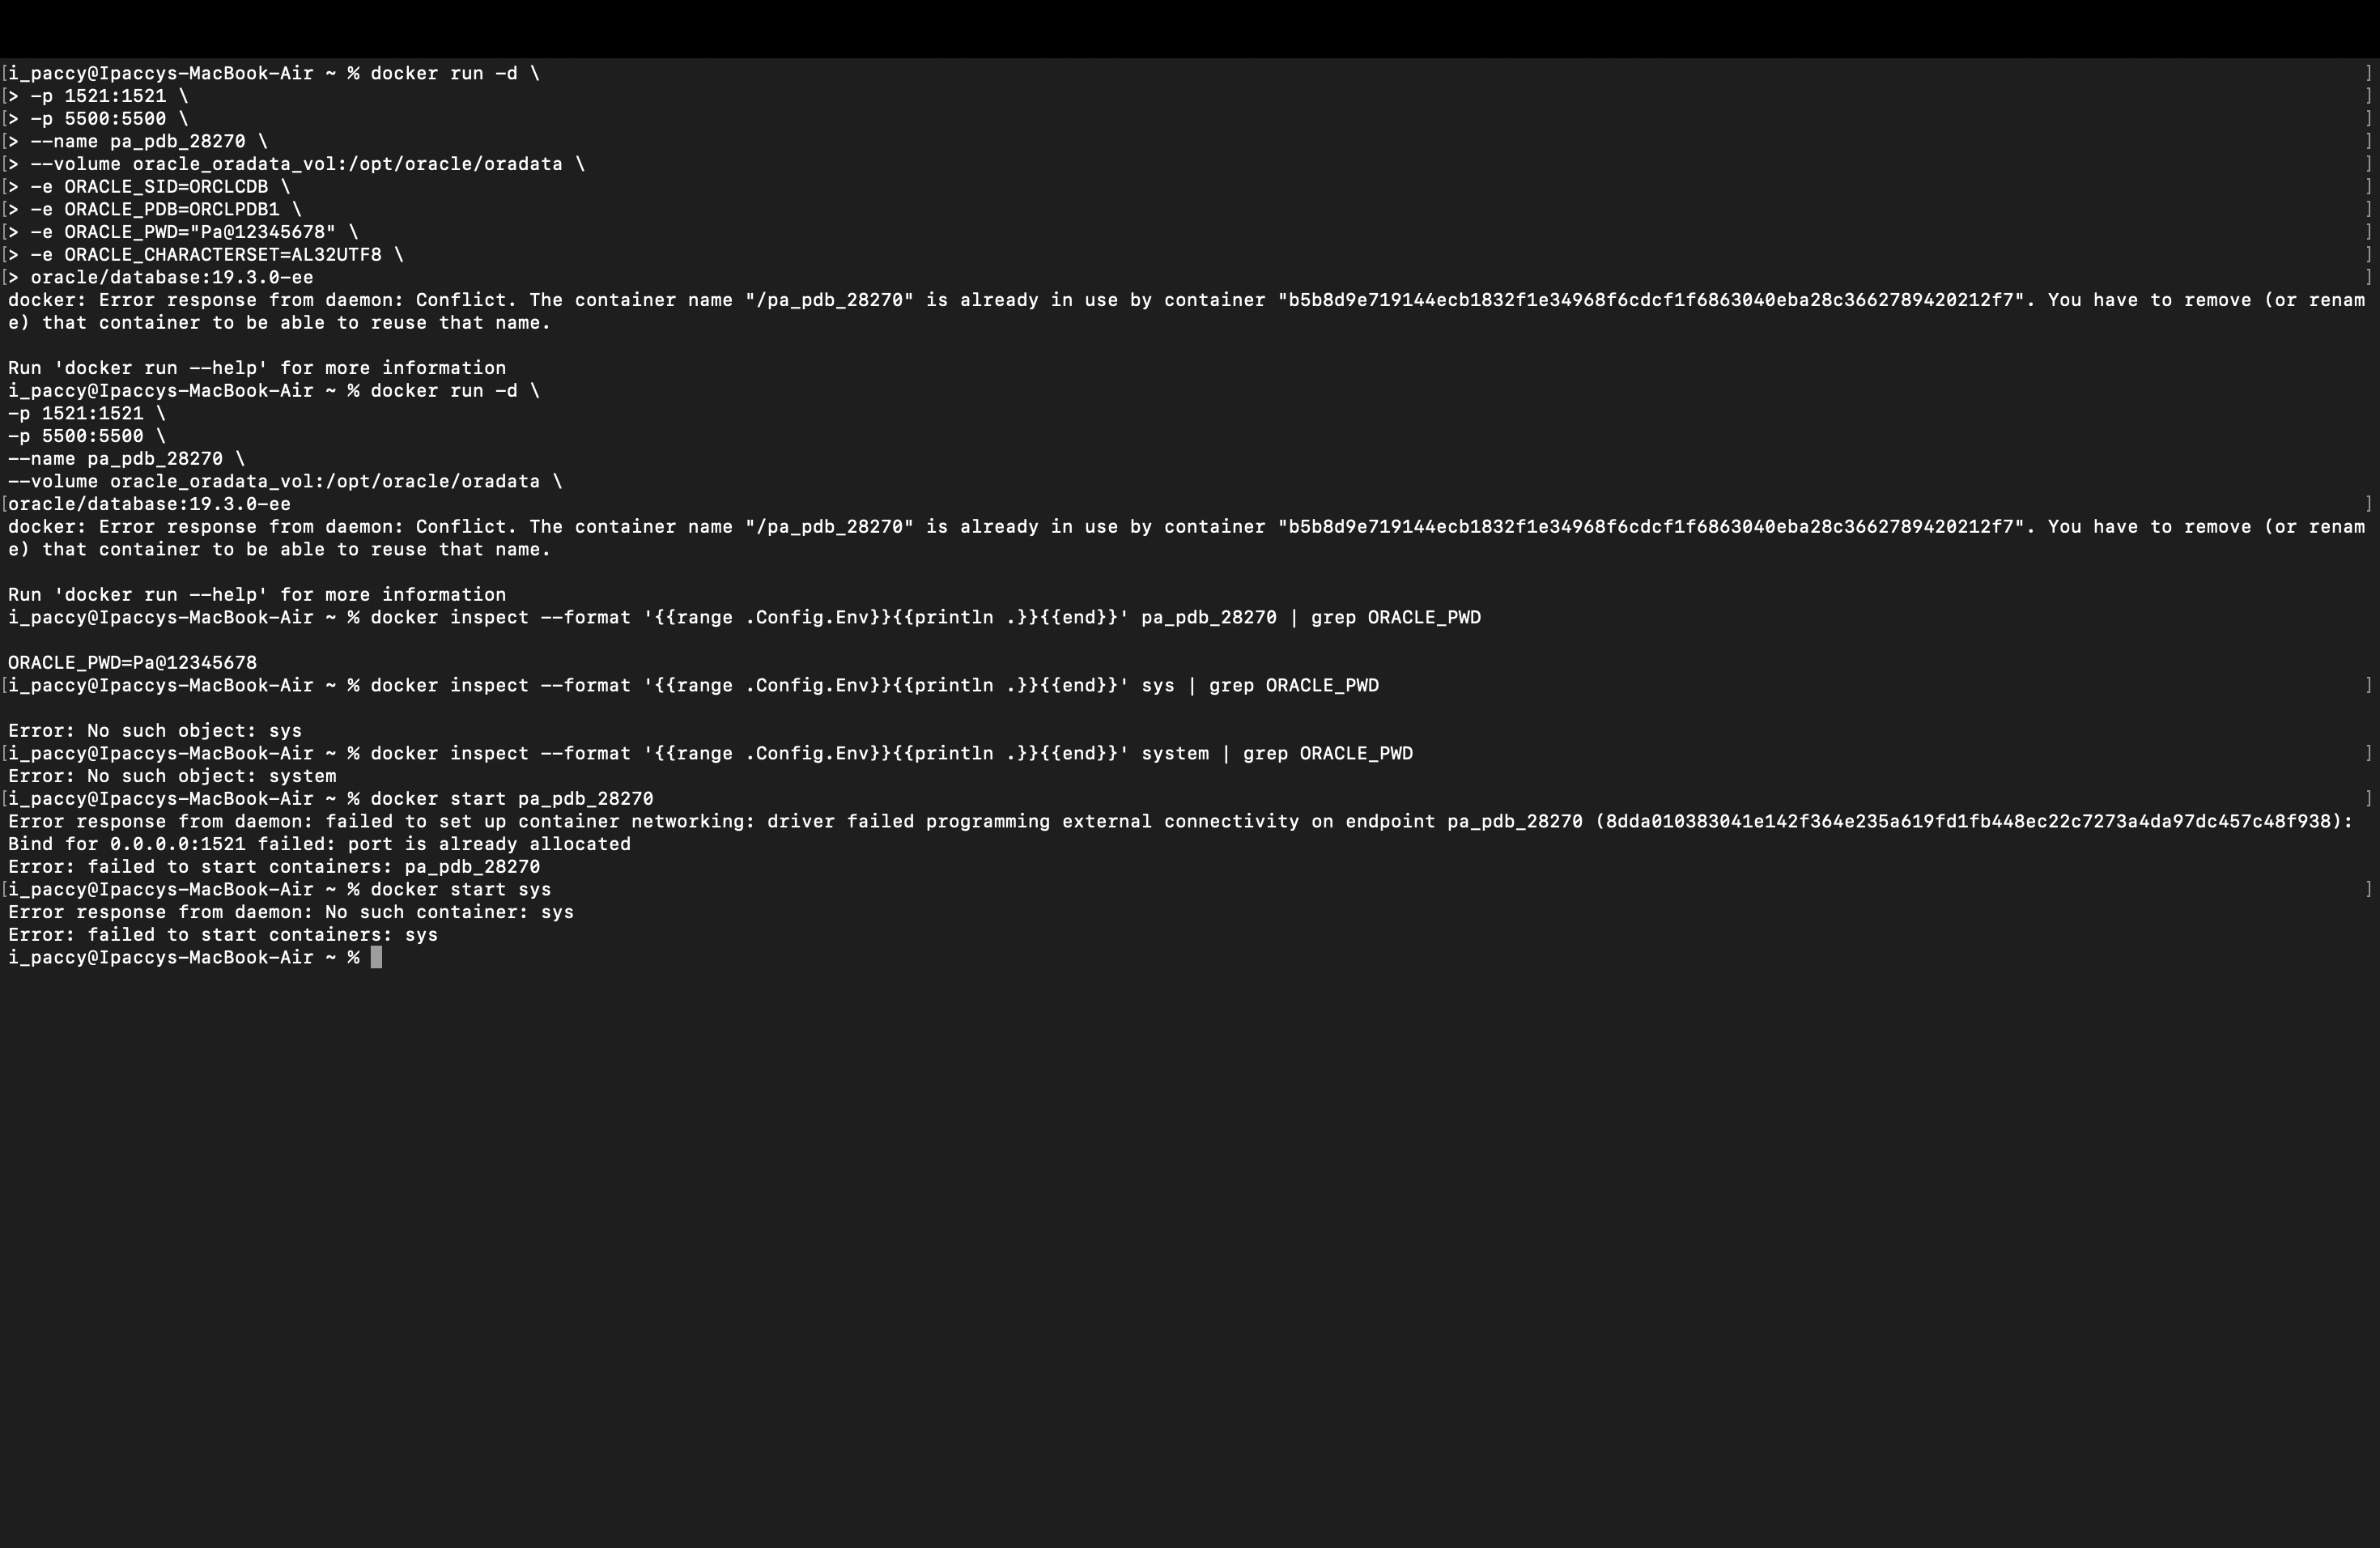 [i_paccy@Ipaccys-MacBook-Air ~ % docker run -d \ ]
[> -p 1521:1521 \ ]
[> -p 5500:5500 \ ]
[> --name pa_pdb_28270 \ ]
[> --volume oracle_oradata_vol:/opt/oracle/oradata \ ]
[> -e ORACLE_SID=ORCLCDB \ ]
[> -e ORACLE_PDB=ORCLPDB1 \ ]
[> -e ORACLE_PWD="Pa@12345678" \ ]
[> -e ORACLE_CHARACTERSET=AL32UTF8 \ ]
[> oracle/database:19.3.0-ee ]
docker: Error response from daemon: Conflict. The container name "/pa_pdb_28270" is already in use by container "b5b8d9e719144ecb1832f1e34968f6cdcf1f6863040eba28c3662789420212f7". You have to remove (or renam
e) that container to be able to reuse that name.
Run 'docker run --help' for more information
i_paccy@Ipaccys-MacBook-Air ~ % docker run -d \
-p 1521:1521 \
-p 5500:5500 \
--name pa_pdb_28270 \
--volume oracle_oradata_vol:/opt/oracle/oradata \
[oracle/database:19.3.0-ee ]
docker: Error response from daemon: Conflict. The container name "/pa_pdb_28270" is already in use by container "b5b8d9e719144ecb1832f1e34968f6cdcf1f6863040eba28c3662789420212f7". You have to remove (or renam
e) that container to be able to reuse that name.
Run 'docker run --help' for more information
i_paccy@Ipaccys-MacBook-Air ~ % docker inspect --format '{{range .Config.Env}}{{println .}}{{end}}' pa_pdb_28270 | grep ORACLE_PWD
ORACLE_PWD=Pa@12345678
[i_paccy@Ipaccys-MacBook-Air ~ % docker inspect --format '{{range .Config.Env}}{{println .}}{{end}}' sys | grep ORACLE_PWD ]
Error: No such object: sys
[i_paccy@Ipaccys-MacBook-Air ~ % docker inspect --format '{{range .Config.Env}}{{println .}}{{end}}' system | grep ORACLE_PWD ]
Error: No such object: system
[i_paccy@Ipaccys-MacBook-Air ~ % docker start pa_pdb_28270 ]
Error response from daemon: failed to set up container networking: driver failed programming external connectivity on endpoint pa_pdb_28270 (8dda010383041e142f364e235a619fd1fb448ec22c7273a4da97dc457c48f938):
Bind for 0.0.0.0:1521 failed: port is already allocated
Error: failed to start containers: pa_pdb_28270
[i_paccy@Ipaccys-MacBook-Air ~ % docker start sys ]
Error response from daemon: No such container: sys
Error: failed to start containers: sys
i_paccy@Ipaccys-MacBook-Air ~ %